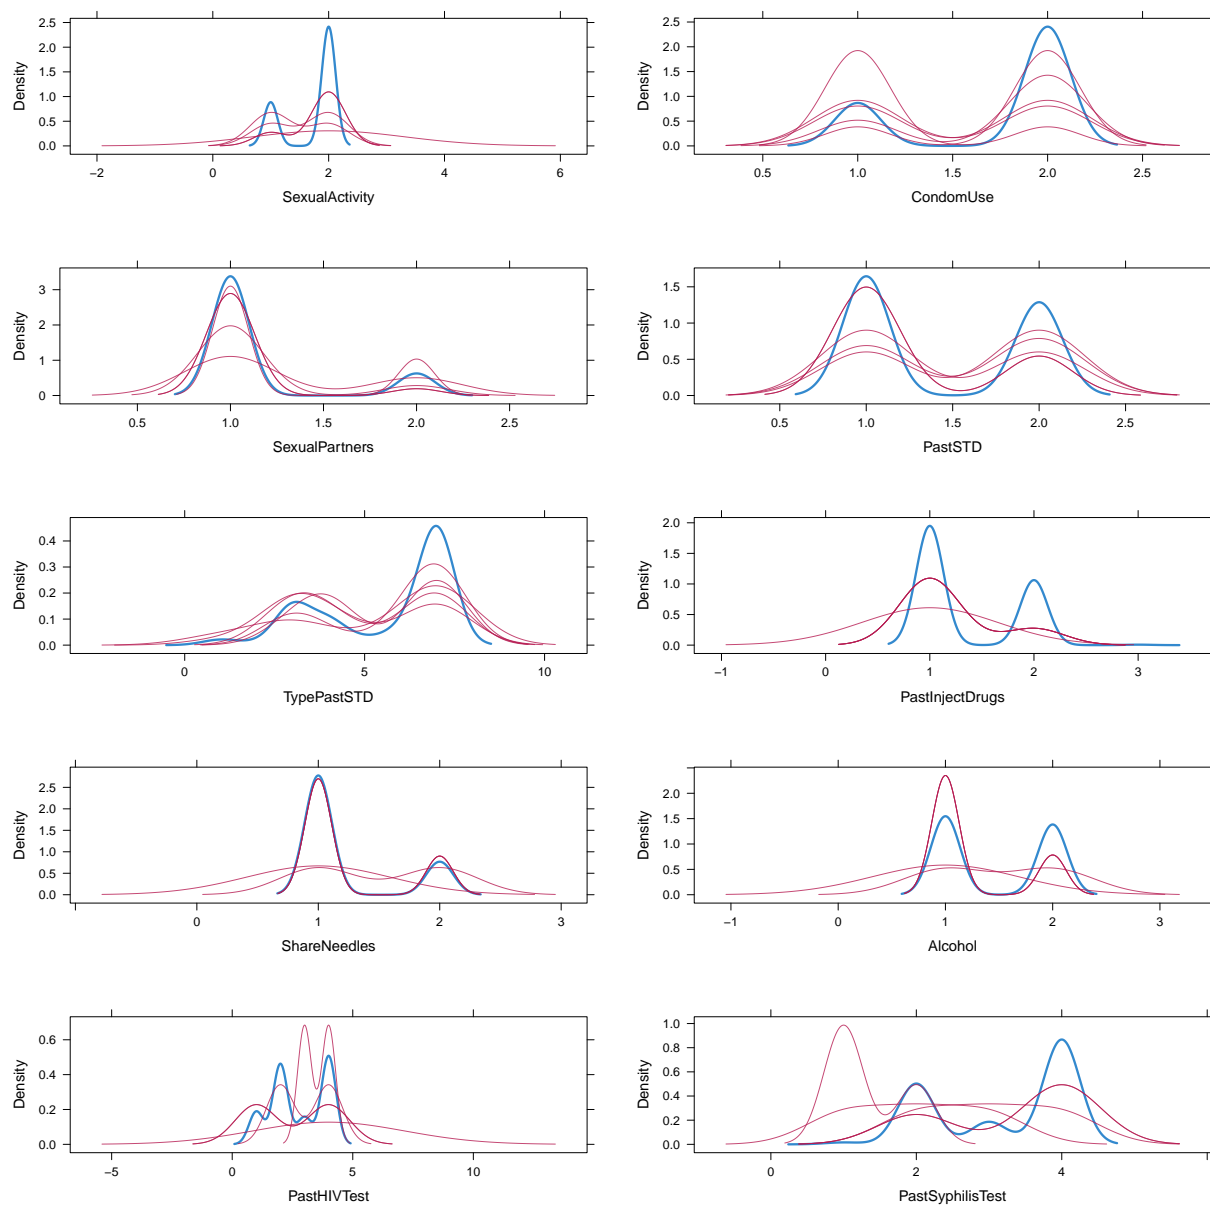 2.5 2.0 1.5 1.0 0.5 0.0
Density
−2 0 2 4 6
SexualActivity
2.5 2.0 1.5 1.0 0.5 0.0
Density
0.5 1.0 1.5 2.0 2.5
CondomUse
3 2 1 0
Density
0.5 1.0 1.5 2.0 2.5
SexualPartners
1.5 1.0 0.5 0.0
Density
0.5 1.0 1.5 2.0 2.5
PastSTD
0.4 0.3 0.2 0.1 0.0
Density
0 5 10
TypePastSTD
2.0 1.5 1.0 0.5 0.0
Density
−1 0 1 2 3
PastInjectDrugs
2.5 2.0 1.5 1.0 0.5 0.0
Density
0 1 2 3
ShareNeedles
2.0 1.5 1.0 0.5 0.0
Density
−1 0 1 2 3
Alcohol
0.6 0.4 0.2 0.0
Density
−5 0 5 10
PastHIVTest
1.0 0.8 0.6 0.4 0.2 0.0
Density
0 2 4
PastSyphilisTest